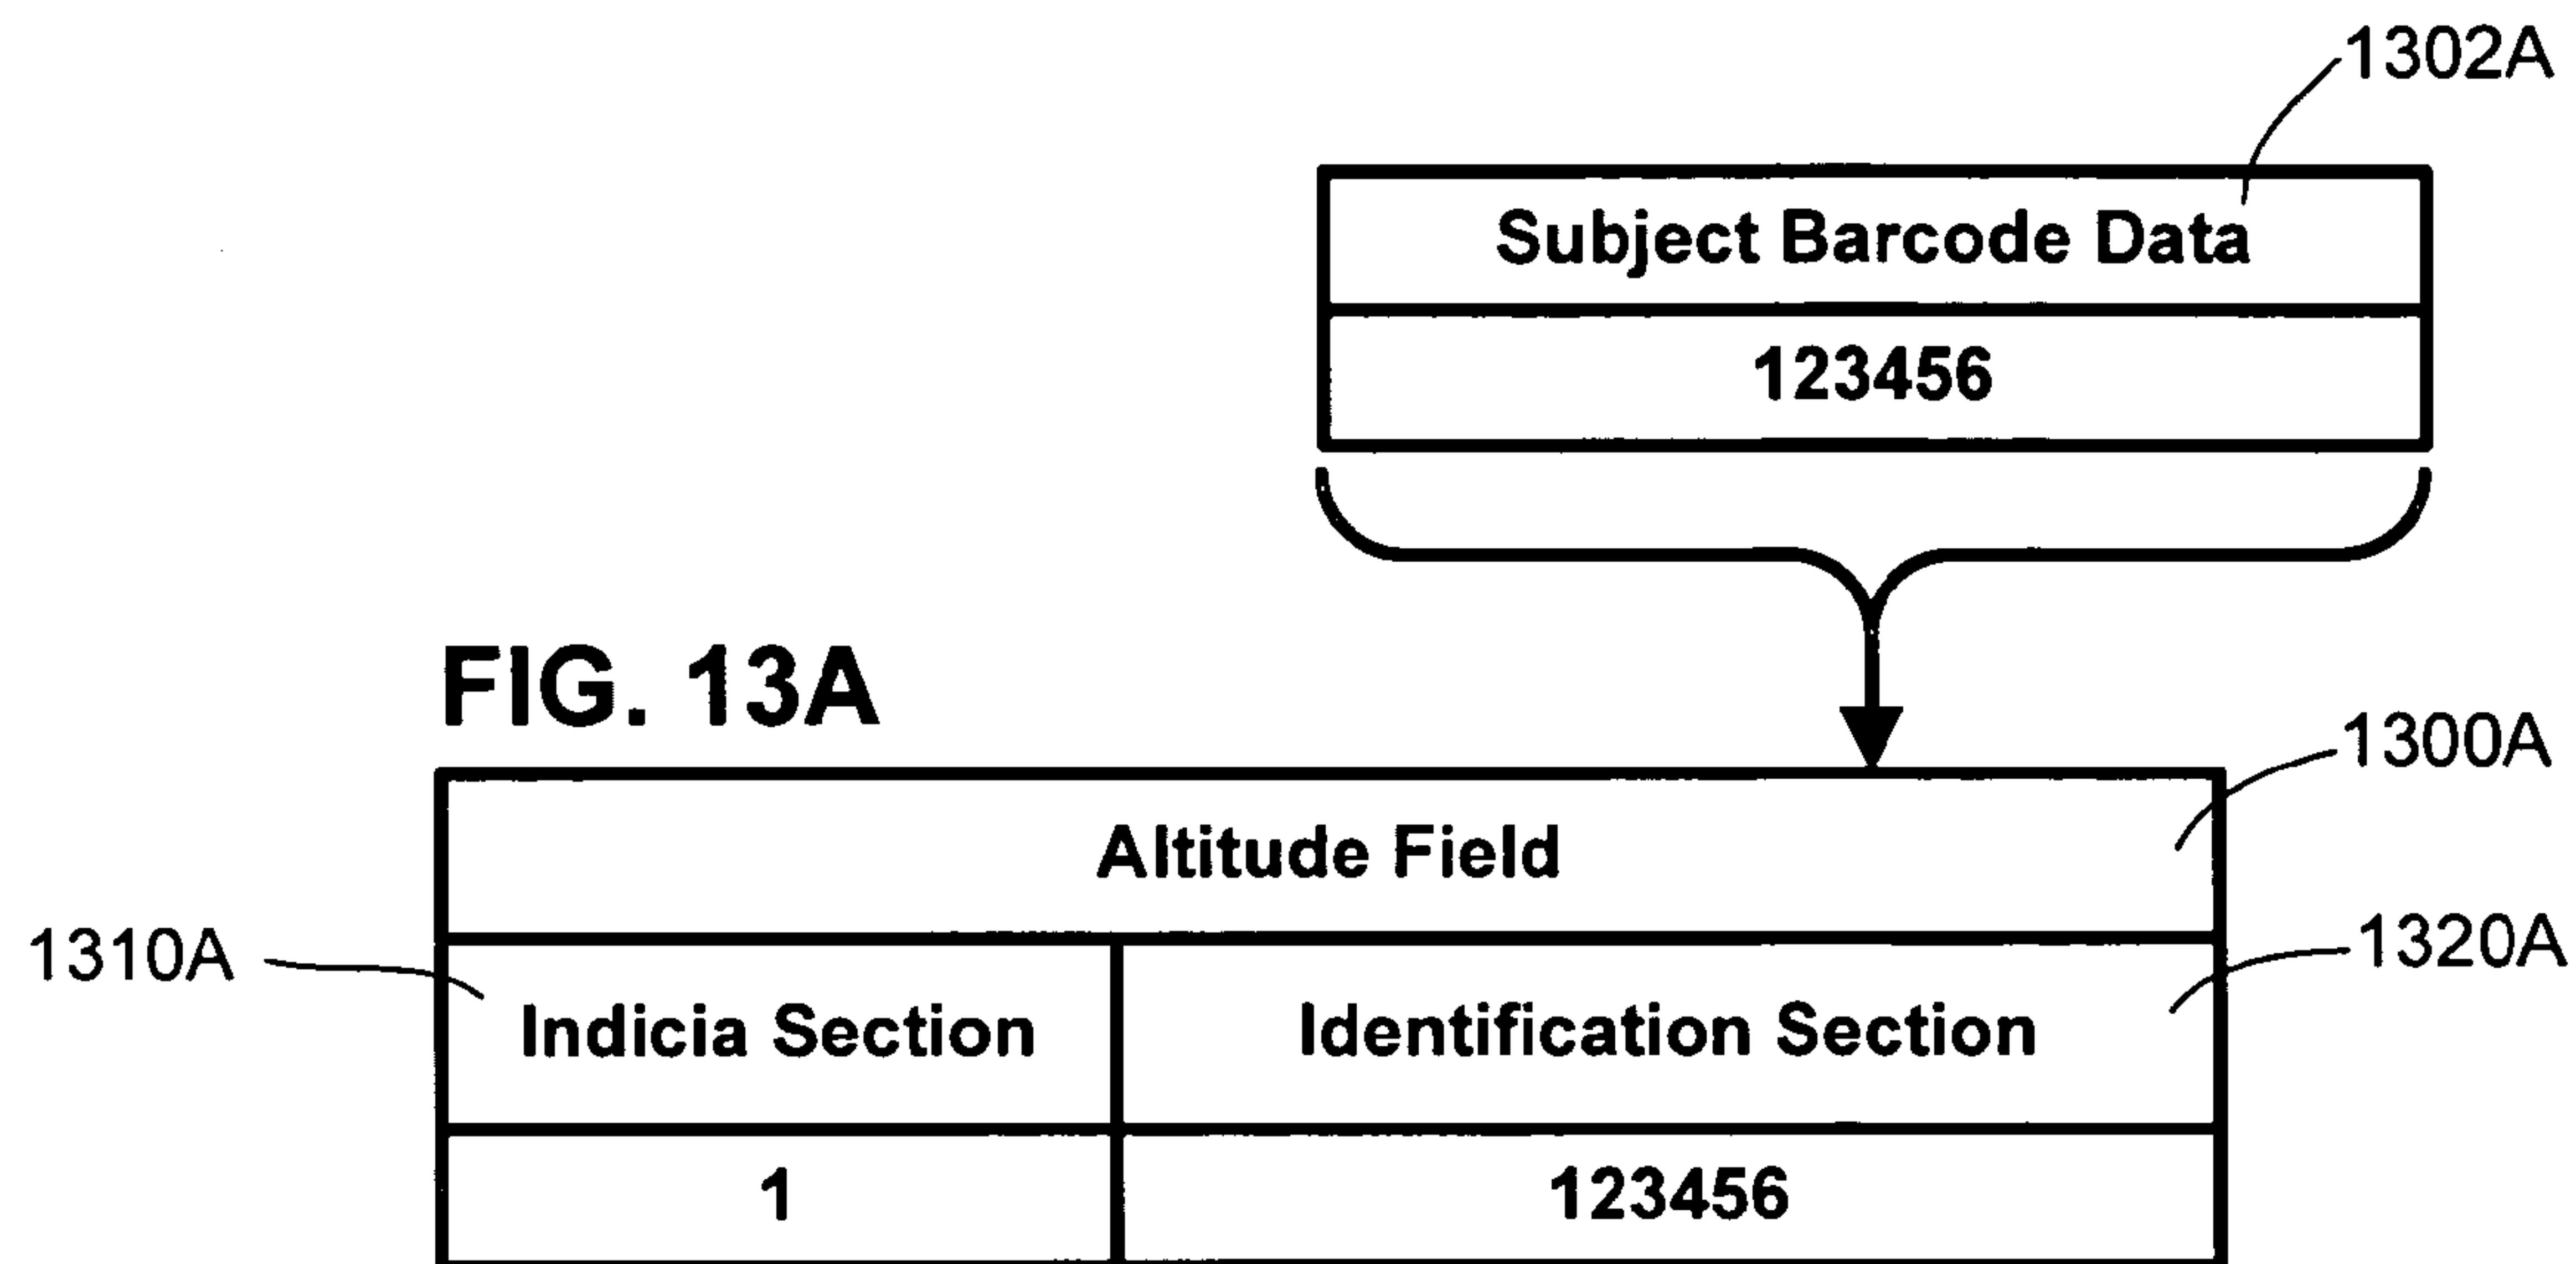 1302A
Subject Barcode Data
123456
FIG. 13A
1300A
Altitude Field
1310A
1320A
Indicia Section
Identification Section
1
123456